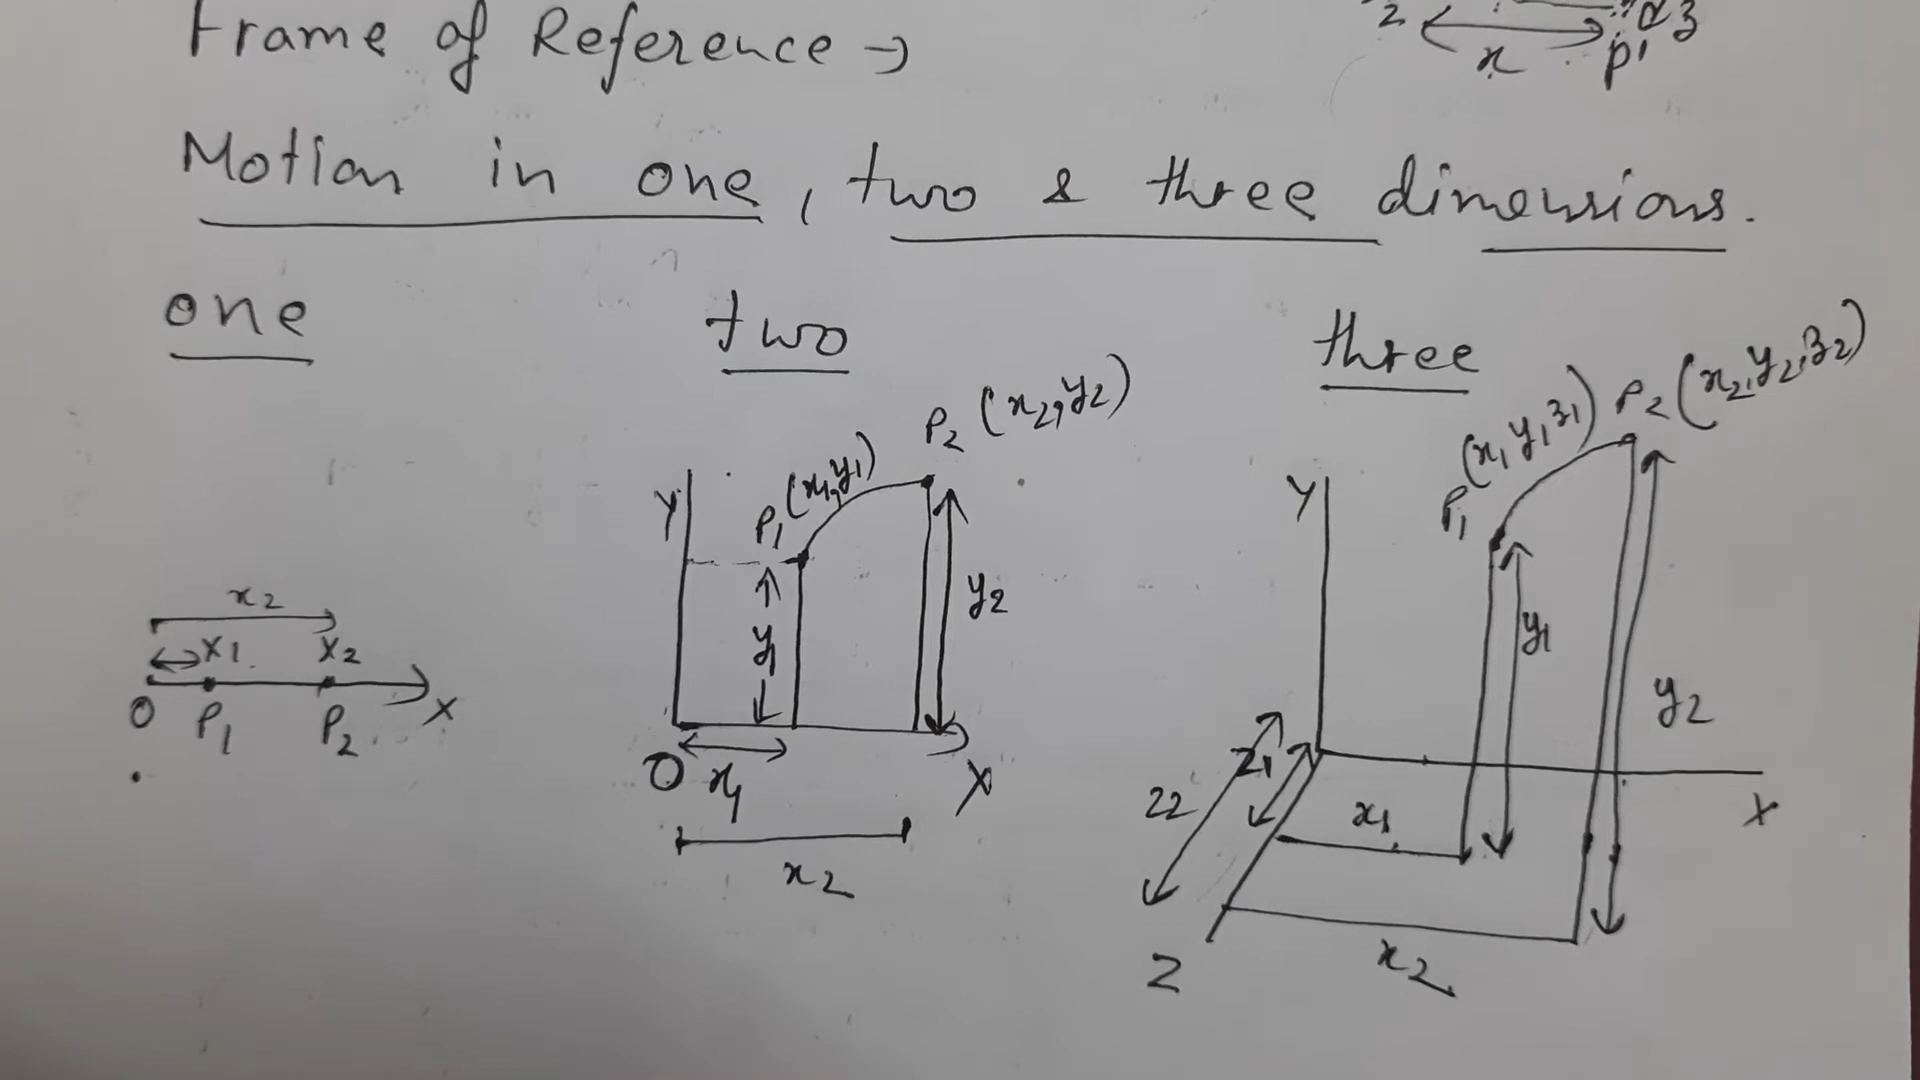 Frame of Reference →
z
x
p'
Motion in one, two & three dimensions.
one
two
three
x2
x1 x2
O P1 P2 X
P2 (x2,y2)
P1 (x1,y1)
Y
y1
y2
O x1 X
x2
P2 (x2,y2,z2)
(x1,y1,z1)
P1
Y
y1
y2
z1
z2
x1
X
Z
x2